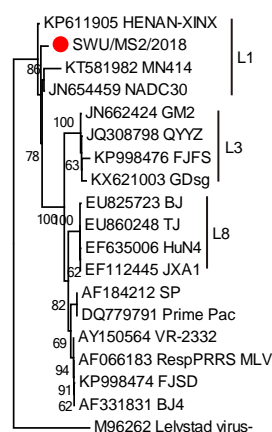 KP611905 HENAN-XINX
SWU/MS2/2018
86
KT581982 MN414
L1
JN654459 NADC30
JN662424 GM2
100
JQ308798 QYYZ
L3
78
KP998476 FJFS
63
KX621003 GDsg
EU825723 BJ
100
100
EU860248 TJ
L8
EF635006 HuN4
62
EF112445 JXA1
AF184212 SP
82
DQ779791 Prime Pac
AY150564 VR-2332
69
AF066183 RespPRRS MLV
94
KP998474 FJSD
91
AF331831 BJ4
62
M96262 Lelystad virus-